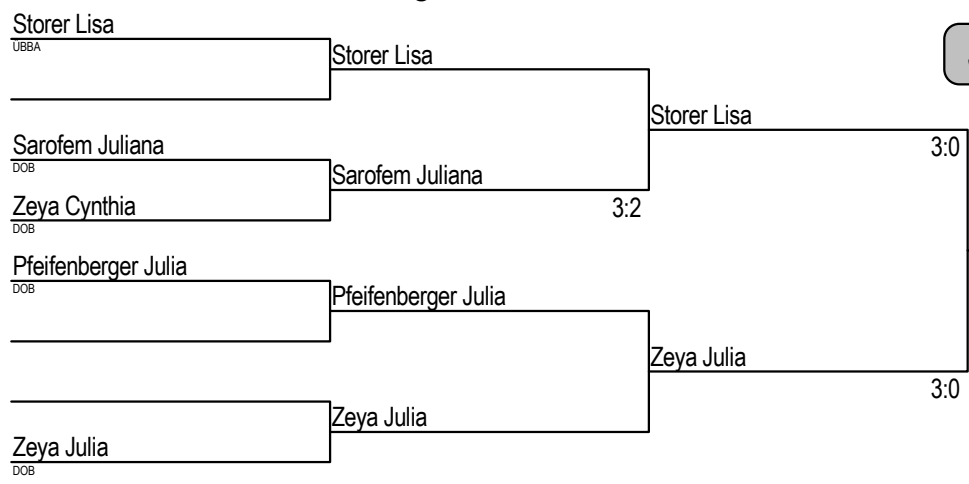 Storer Lisa
ÜBBA
Storer Lisa
Storer Lisa
3:0
Sarofem Juliana
DOB
Sarofem Juliana
3:2
Zeya Cynthia
DOB
Pfeifenberger Julia
DOB
Pfeifenberger Julia
Zeya Julia
3:0
Zeya Julia
Zeya Julia
DOB